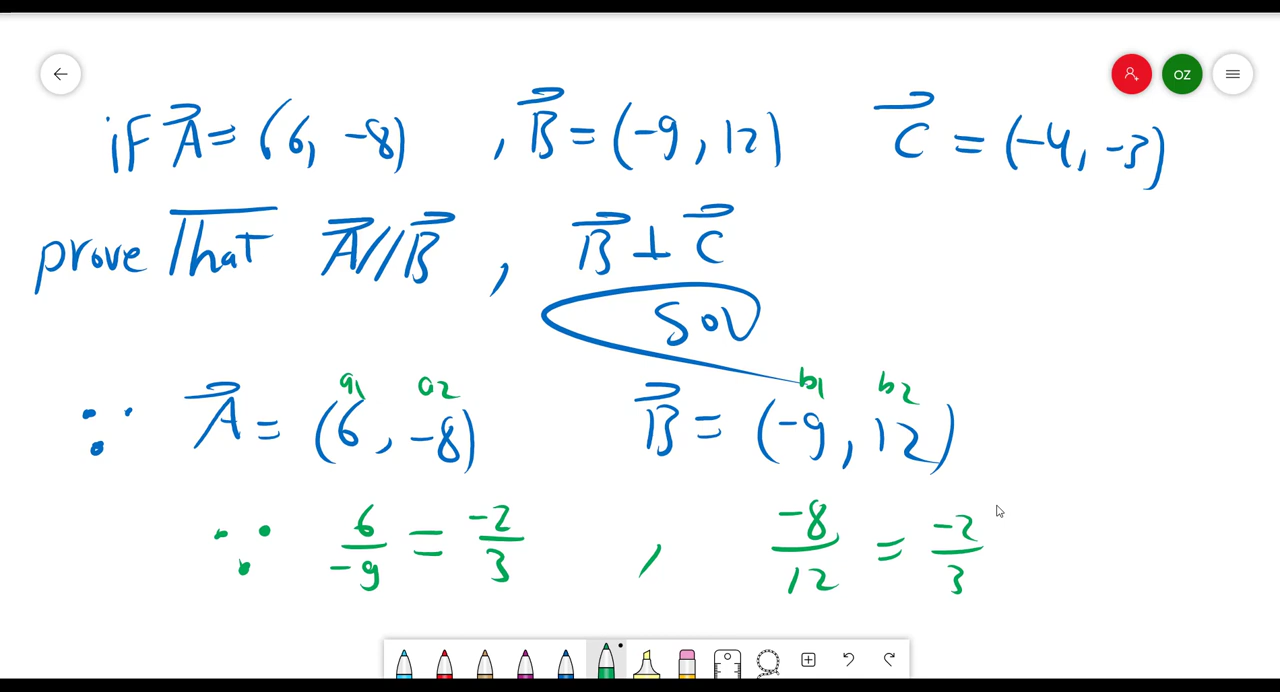 OZ
if A⃗ = (6, -8) , B⃗ = (-9, 12) C⃗ = (-4, -3)
prove That A⃗//B⃗ , B⃗ ⊥ C⃗
Sol
a1 a2 b1 b2
∵ A⃗ = (6, -8) B⃗ = (-9, 12)
∵ 6/-9 = -2/3 , -8/12 = -2/3